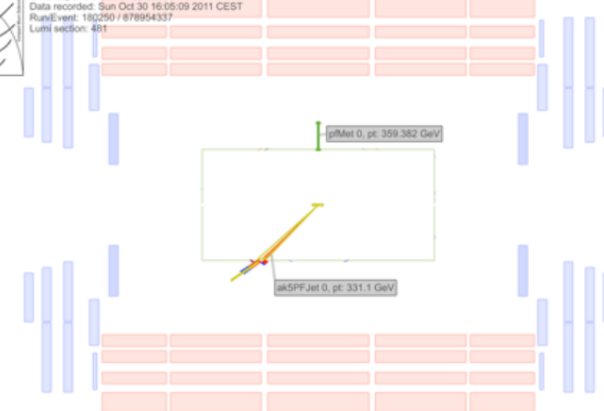 Data recorded: Sun Oct 30 16:05:09 2011 CEST
Run/Event: 180250 / 878954337
Lumi section: 481
pfMet 0, pt: 359.382 GeV
ak5PFJet 0, pt: 331.1 GeV